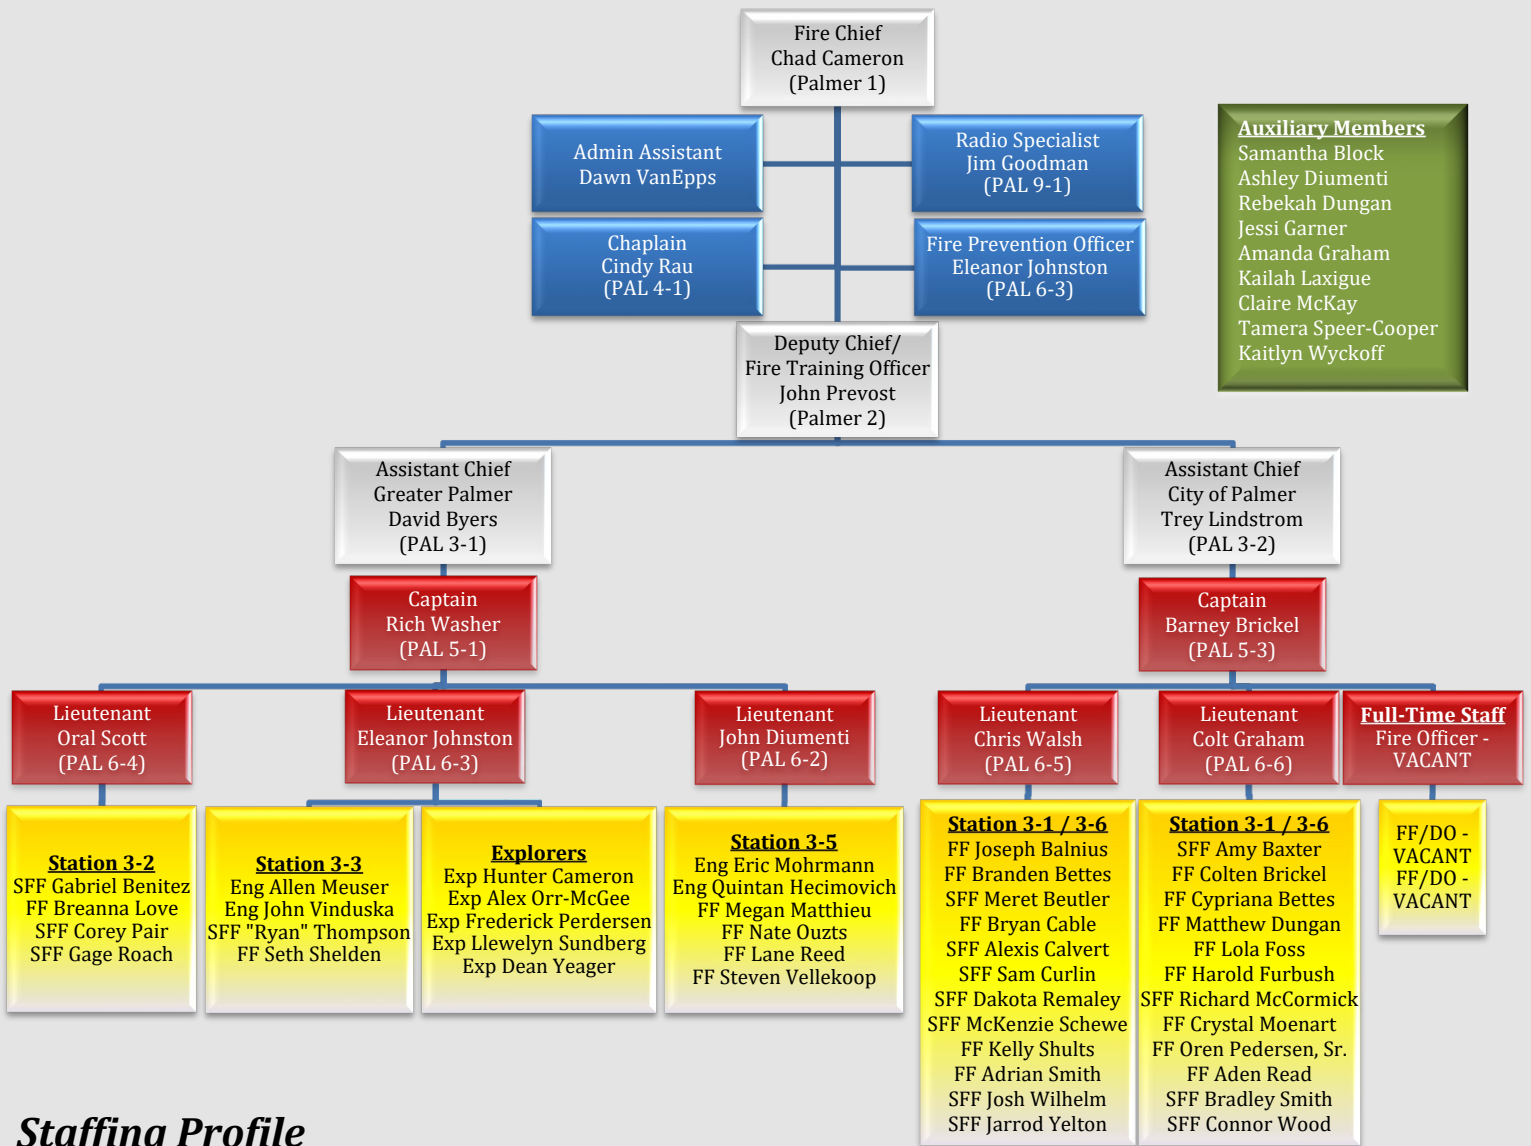 Fire Chief
Chad Cameron
(Palmer 1)
Admin Assistant
Dawn VanEpps
Radio Specialist
Jim Goodman
(PAL 9-1)
Chaplain
Cindy Rau
(PAL 4-1)
Fire Prevention Officer
Eleanor Johnston
(PAL 6-3)
Auxiliary Members
Samantha Block
Ashley Diumenti
Rebekah Dungan
Jessi Garner
Amanda Graham
Kailah Laxigue
Claire McKay
Tamera Speer-Cooper
Kaitlyn Wyckoff
Deputy Chief/
Fire Training Officer
John Prevost
(Palmer 2)
Assistant Chief
Greater Palmer
David Byers
(PAL 3-1)
Assistant Chief
City of Palmer
Trey Lindstrom
(PAL 3-2)
Captain
Rich Washer
(PAL 5-1)
Captain
Barney Brickel
(PAL 5-3)
Lieutenant
Oral Scott
(PAL 6-4)
Lieutenant
Eleanor Johnston
(PAL 6-3)
Lieutenant
John Diumenti
(PAL 6-2)
Lieutenant
Chris Walsh
(PAL 6-5)
Lieutenant
Colt Graham
(PAL 6-6)
Full-Time Staff
Fire Officer -
VACANT
Station 3-2
SFF Gabriel Benitez
FF Breanna Love
SFF Corey Pair
SFF Gage Roach
Station 3-3
Eng Allen Meuser
Eng John Vinduska
SFF "Ryan" Thompson
FF Seth Shelden
Explorers
Exp Hunter Cameron
Exp Alex Orr-McGee
Exp Frederick Perdersen
Exp Llewelyn Sundberg
Exp Dean Yeager
Station 3-5
Eng Eric Mohrmann
Eng Quintan Hecimovich
FF Megan Matthieu
FF Nate Ouzts
FF Lane Reed
FF Steven Vellekoop
Station 3-1 / 3-6
FF Joseph Balnius
FF Branden Bettes
SFF Meret Beutler
FF Bryan Cable
SFF Alexis Calvert
SFF Sam Curlin
SFF Dakota Remaley
SFF McKenzie Schewe
FF Kelly Shults
FF Adrian Smith
SFF Josh Wilhelm
SFF Jarrod Yelton
Station 3-1 / 3-6
SFF Amy Baxter
FF Colten Brickel
FF Cypriana Bettes
FF Matthew Dungan
FF Lola Foss
FF Harold Furbush
SFF Richard McCormick
FF Crystal Moenart
FF Oren Pedersen, Sr.
FF Aden Read
SFF Bradley Smith
SFF Connor Wood
FF/DO -
VACANT
FF/DO -
VACANT
Staffing Profile